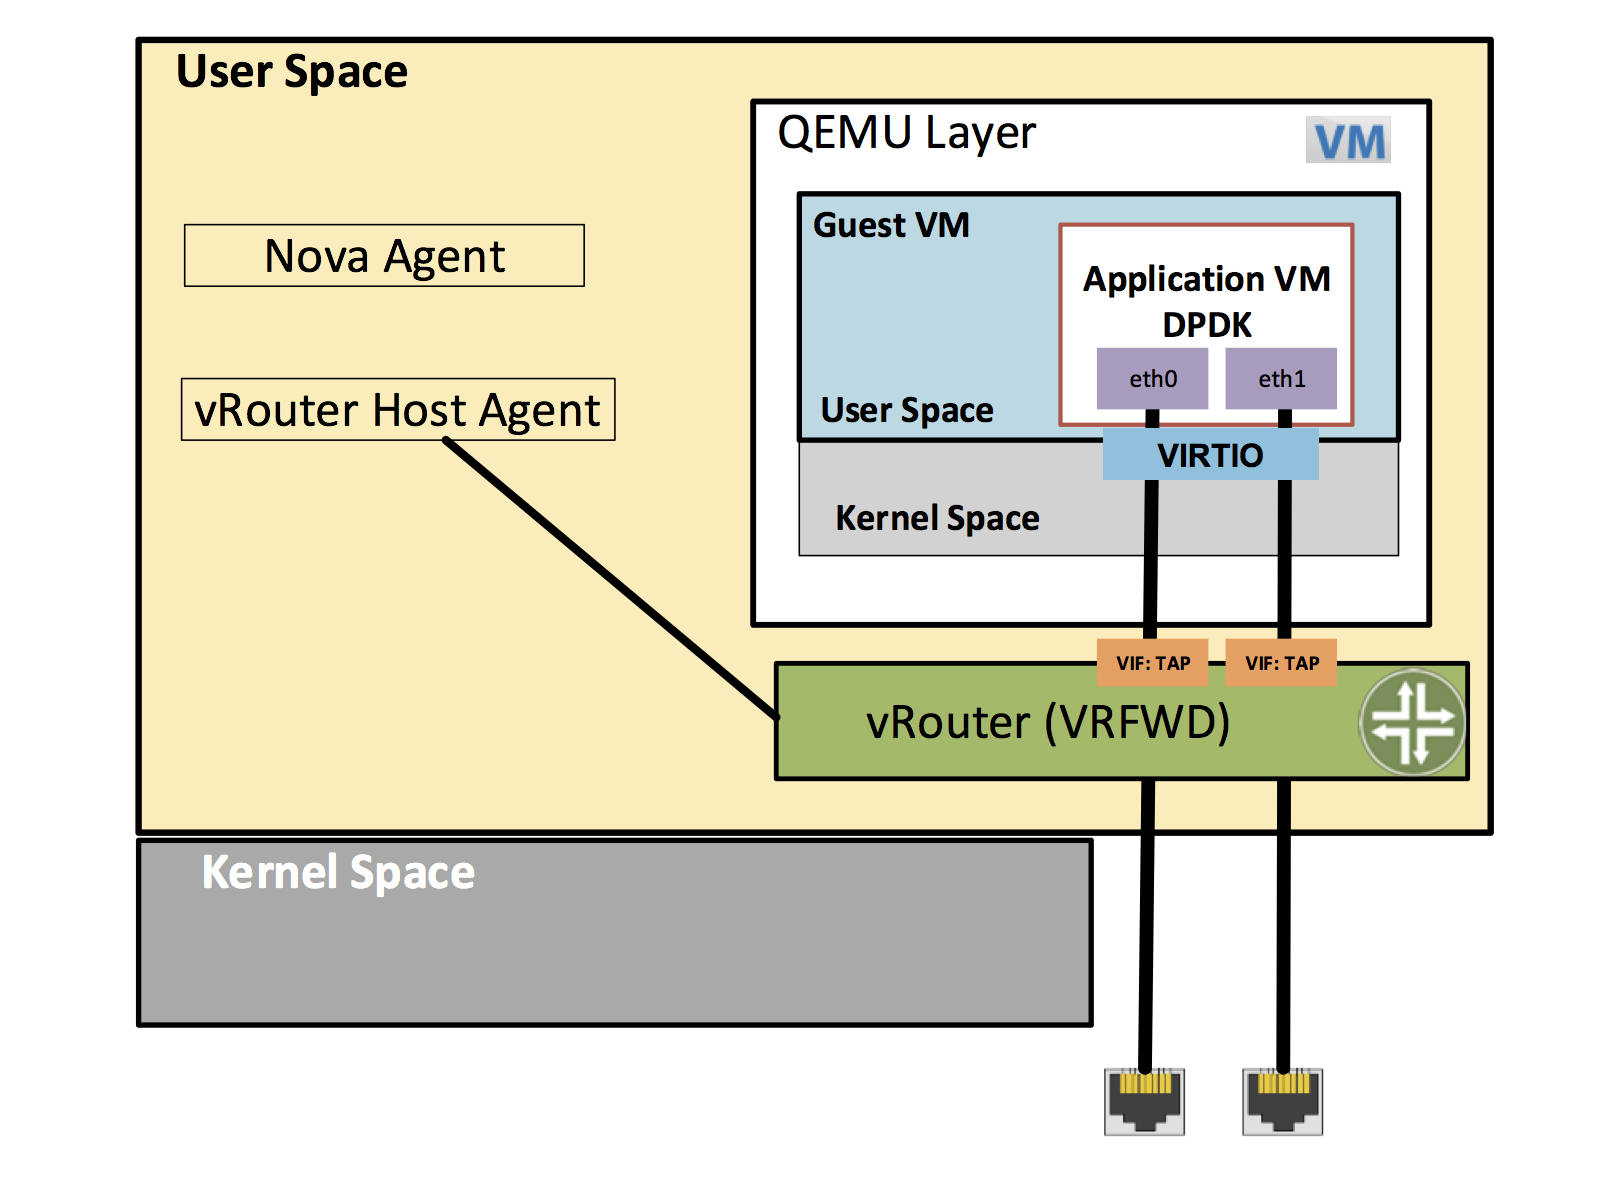 User Space
QEMU Layer
VM
Nova Agent
Guest VM
Application VM
DPDK
eth0
eth1
vRouter Host Agent
User Space
VIRTIO
Kernel Space
VIF: TAP
VIF: TAP
vRouter (VRFWD)
Kernel Space